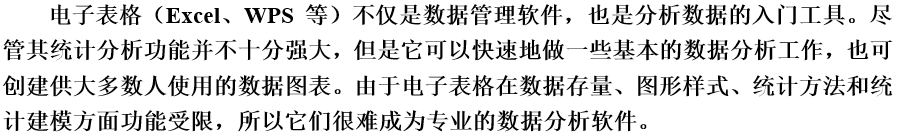 电子表格（Excel、WPS 等）不仅是数据管理软件，也是分析数据的入门工具。尽
管其统计分析功能并不十分强大，但是它可以快速地做一些基本的数据分析工作，也可
创建供大多数人使用的数据图表。由于电子表格在数据存量、图形样式、统计方法和统
计建模方面功能受限，所以它们很难成为专业的数据分析软件。